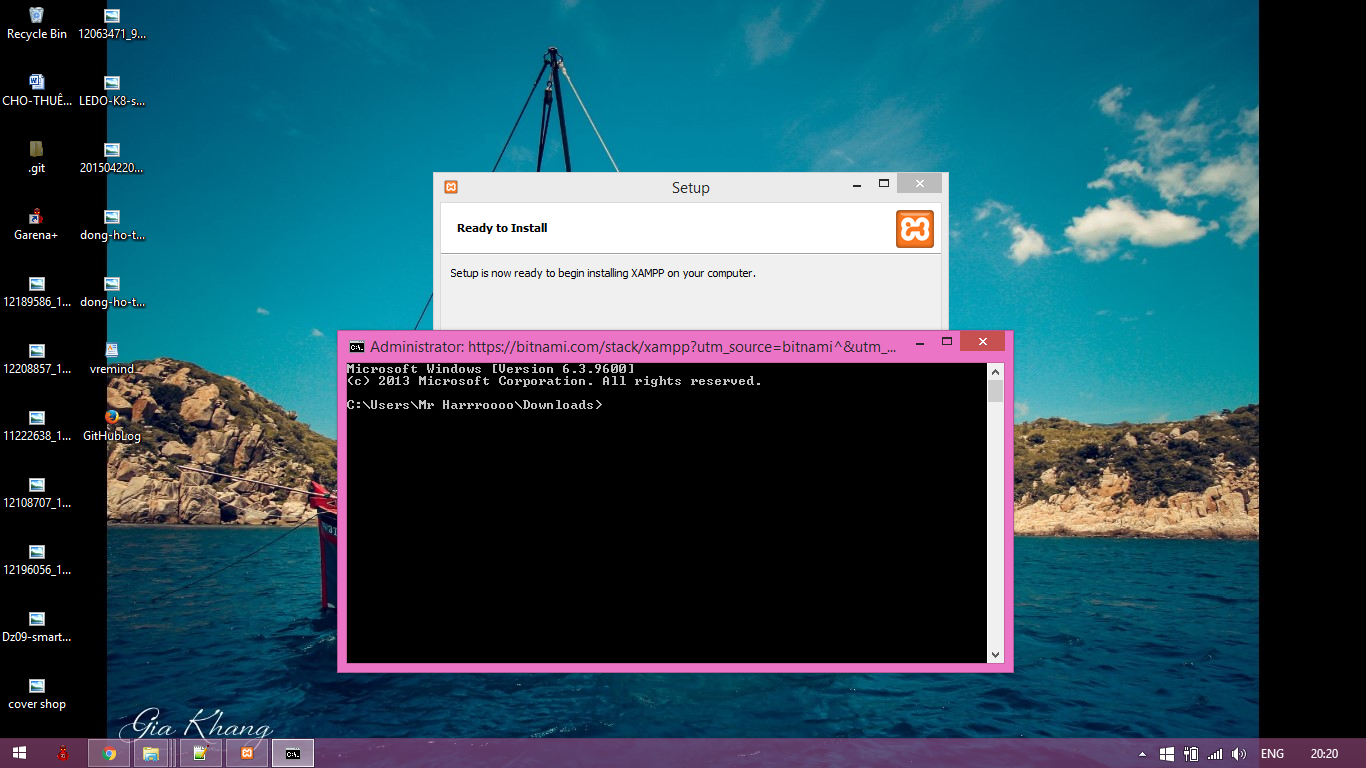 Recycle Bin
12063471_9...
CHO-THUÊ...
LEDO-K8-s...
.git
201504220...
Garena+
dong-ho-t...
12189586_1...
dong-ho-t...
12208857_1...
vremind
11222638_1...
GitHubLog
12108707_1...
12196056_1...
Dz09-smart...
cover shop
Setup
Ready to Install
Setup is now ready to begin installing XAMPP on your computer.
Administrator: https://bitnami.com/stack/xampp?utm_source=bitnami^&utm_...
Microsoft Windows [Version 6.3.9600]
(c) 2013 Microsoft Corporation. All rights reserved.
C:\Users\Mr Harrroooo\Downloads>
Gia Khang
ENG
20:20